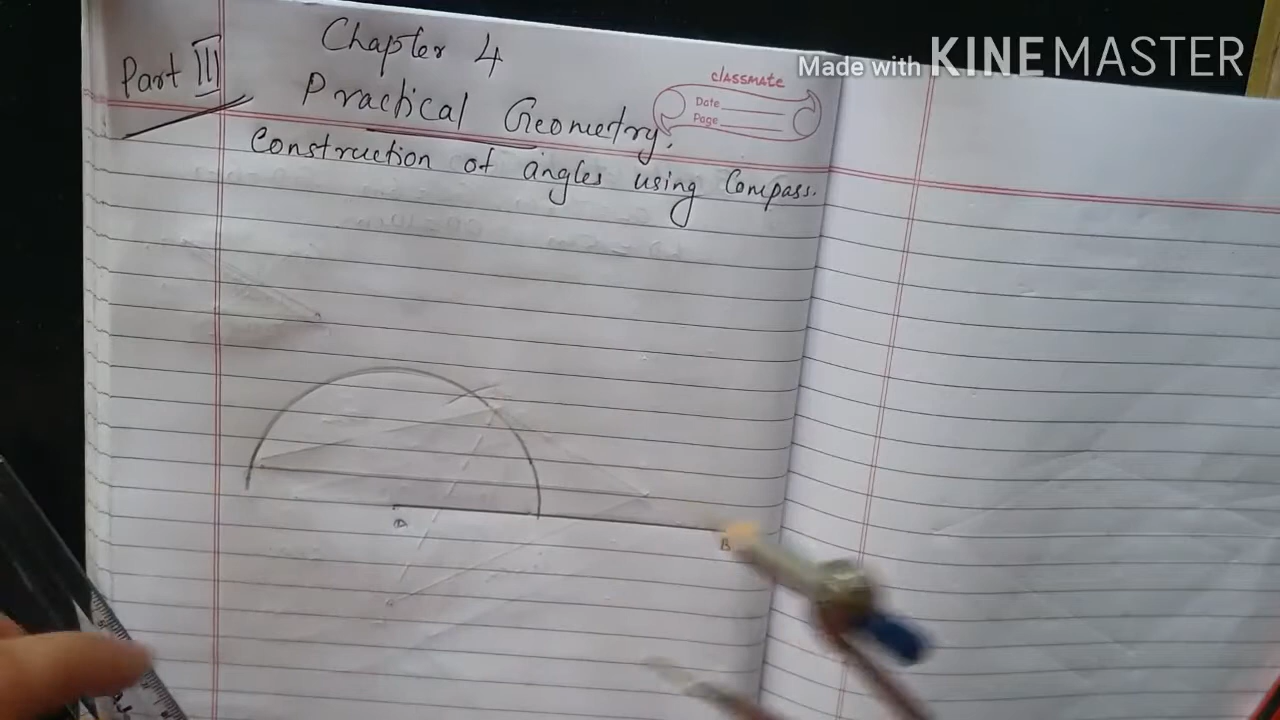 Made with KINEMASTER
Part III
Chapter 4
Practical Geometry.
classmate
Date
Page
Construction of angles using Compass.
B